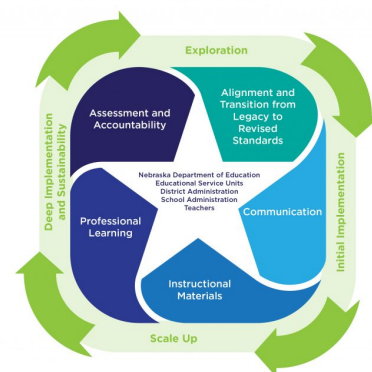 Exploration
Assessment and
Accountability
Alignment and
Transition from
Legacy to
Revised
Standards
Deep Implementation
and Sustainability
Nebraska Department of Education
Educational Service Units
District Administration
School Administration
Teachers
Professional
Learning
Communication
Initial Implementation
Instructional
Materials
Scale Up